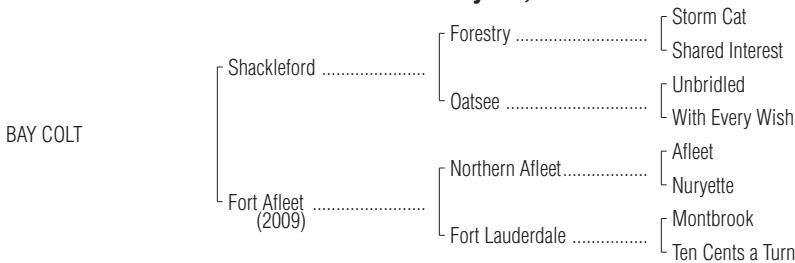 Storm Cat
Forestry ............................
Shared Interest
Shackleford ......................
Unbridled
Oatsee ..............................
With Every Wish
BAY COLT
Afleet
Northern Afleet..................
Nuryette
Fort Afleet ........................
(2009)
Montbrook
Fort Lauderdale ................
Ten Cents a Turn